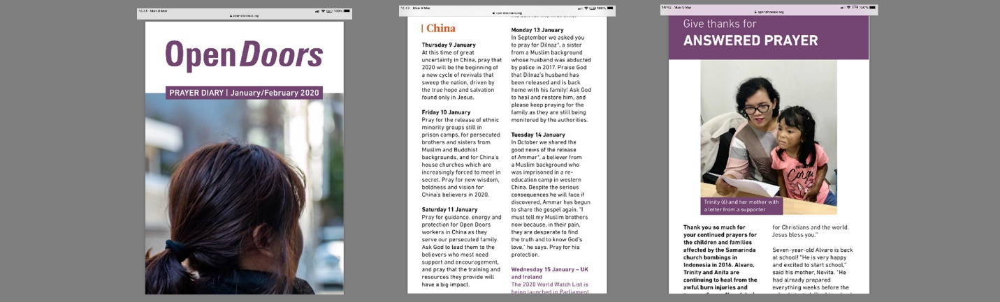 14:41 Mon 9 Mar
100%
opendoorsuk.org
Open Doors
PRAYER DIARY | January/February 2020
14:42 Mon 9 Mar
100%
opendoorsuk.org
| China
Thursday 9 January
At this time of great
uncertainty in China, pray that
2020 will be the beginning of
a new cycle of revivals that
sweep the nation, driven by
the true hope and salvation
found only in Jesus.
Friday 10 January
Pray for the release of ethnic
minority groups still in
prison camps, for persecuted
brothers and sisters from
Muslim and Buddhist
backgrounds, and for China's
house churches which are
increasingly forced to meet in
secret. Pray for new wisdom,
boldness and vision for
China's believers in 2020.
Saturday 11 January
Pray for guidance, energy and
protection for Open Doors
workers in China as they
serve our persecuted family.
Ask God to lead them to the
believers who most need
support and encouragement,
and pray that the training and
resources they provide will
have a big impact.
Monday 13 January
In September we asked you
to pray for Dilnaz*, a sister
from a Muslim background
whose husband was abducted
by police in 2017. Praise God
that Dilnaz's husband has
been released and is back
home with his family! Ask God
to heal and restore him, and
please keep praying for the
family as they are still being
monitored by the authorities.
Tuesday 14 January
In October we shared the
good news of the release
of Ammar*, a believer from
a Muslim background who
was imprisoned in a re-
education camp in western
China. Despite the serious
consequences he will face if
discovered, Ammar has begun
to share the gospel again. "I
must tell my Muslim brothers
now because, in their pain,
they are desperate to find
the truth and to know God's
love," he says. Pray for his
protection.
Wednesday 15 January – UK
and Ireland
The 2020 World Watch List is
being launched in Parliament
14:42 Mon 9 Mar
100%
opendoorsuk.org
Give thanks for
ANSWERED PRAYER
Trinity (6) and her mother with
a letter from a supporter
Thank you so much for
your continued prayers for
the children and families
affected by the Samarinda
church bombings in
Indonesia in 2016. Alvaro,
Trinity and Anita are
continuing to heal from the
awful burn injuries and
for Christians and the world.
Jesus bless you."
Seven-year-old Alvaro is back
at school! "He is very happy
and excited to start school,"
said his mother, Novita. "He
had already prepared
everything weeks before the